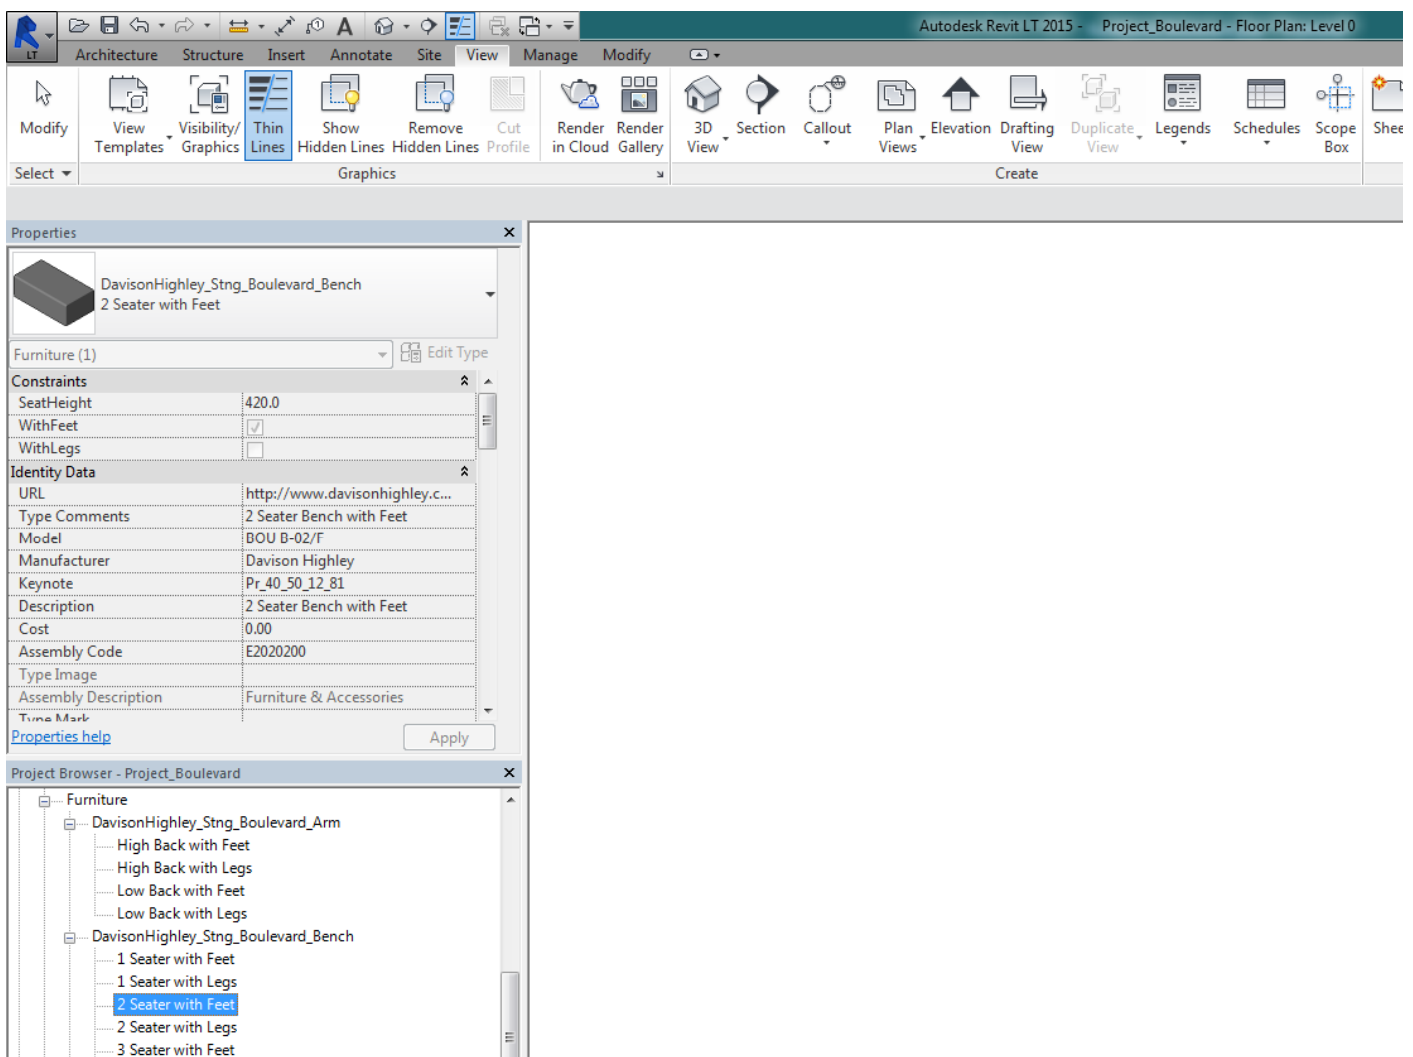 Autodesk Revit LT 2015 - Project_Boulevard - Floor Plan: Level 0
LT
Architecture Structure Insert Annotate Site View Manage Modify
Modify
View Templates
Visibility/ Graphics
Thin Lines
Show Hidden Lines
Remove Hidden Lines
Cut Profile
Render in Cloud
Render Gallery
3D View
Section
Callout
Plan Views
Elevation
Drafting View
Duplicate View
Legends
Schedules
Scope Box
Shee
Select
Graphics
Create
Properties
DavisonHighley_Stng_Boulevard_Bench
2 Seater with Feet
Furniture (1)
Edit Type
Constraints
SeatHeight 420.0
WithFeet
WithLegs
Identity Data
URL http://www.davisonhighley.c...
Type Comments 2 Seater Bench with Feet
Model BOU B-02/F
Manufacturer Davison Highley
Keynote Pr_40_50_12_81
Description 2 Seater Bench with Feet
Cost 0.00
Assembly Code E2020200
Type Image
Assembly Description Furniture & Accessories
Type Mark
Properties help
Apply
Project Browser - Project_Boulevard
Furniture
DavisonHighley_Stng_Boulevard_Arm
High Back with Feet
High Back with Legs
Low Back with Feet
Low Back with Legs
DavisonHighley_Stng_Boulevard_Bench
1 Seater with Feet
1 Seater with Legs
2 Seater with Feet
2 Seater with Legs
3 Seater with Feet